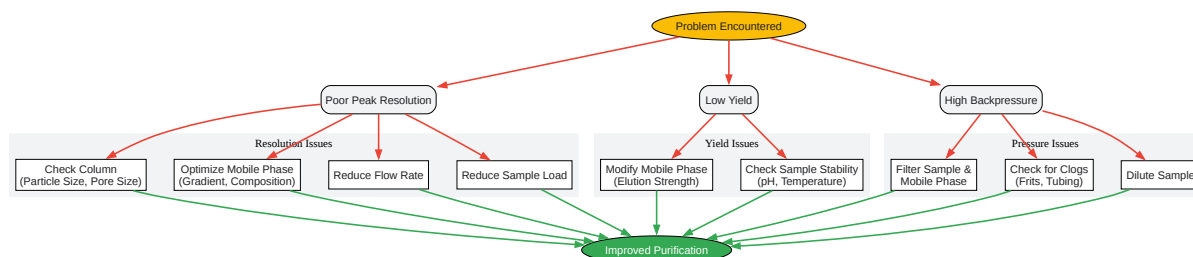 Problem Encountered
Poor Peak Resolution
Low Yield
High Backpressure
Resolution Issues
Yield Issues
Pressure Issues
Check Column
(Particle Size, Pore Size)
Optimize Mobile Phase
(Gradient, Composition)
Reduce Flow Rate
Reduce Sample Load
Modify Mobile Phase
(Elution Strength)
Check Sample Stability
(pH, Temperature)
Filter Sample &
Mobile Phase
Check for Clogs
(Frits, Tubing)
Dilute Sample
Improved Purification